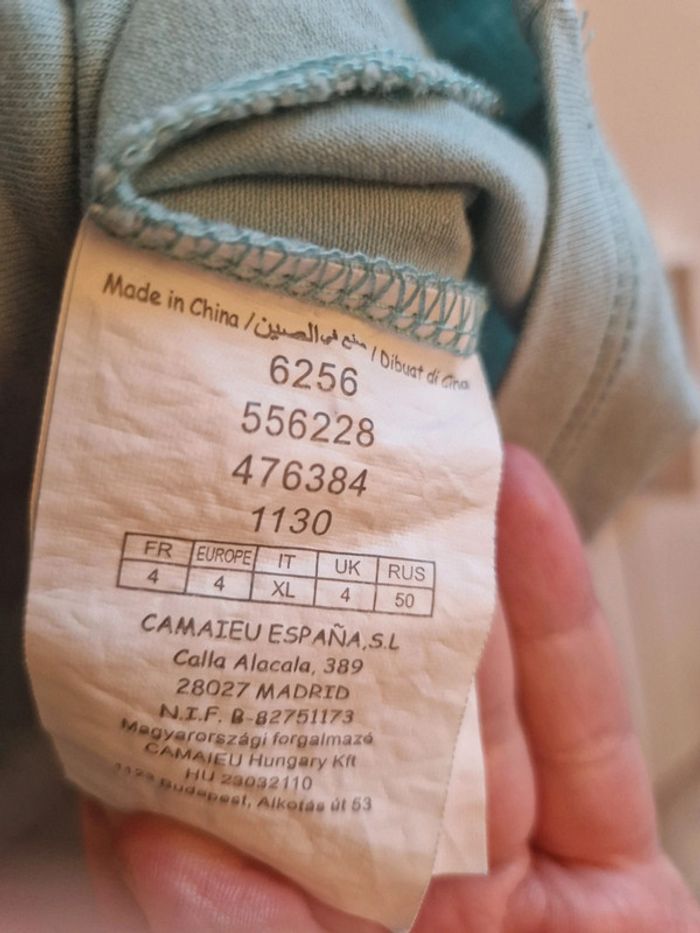 Made in China / صنع في الصين / Dibuat di Cina
6256
556228
476384
1130
FR EUROPE IT UK RUS
4 4 XL 4 50
CAMAIEU ESPAÑA,S.L
Calla Alacala, 389
28027 MADRID
N.I.F. B-82751173
Magyarországi forgalmazó
CAMAIEU Hungary Kft
HU 23032110
1123 Budapest, Alkotás út 53